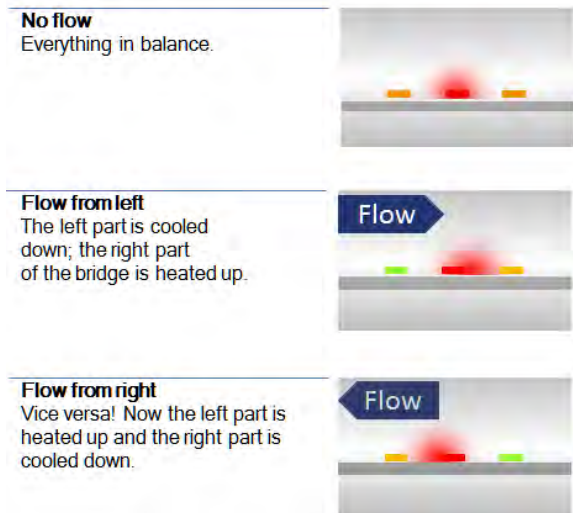 No flow
Everything in balance.
Flow from left
The left part is cooled
down; the right part
of the bridge is heated up.
Flow
Flow from right
Vice versa! Now the left part is
heated up and the right part is
cooled down.
Flow